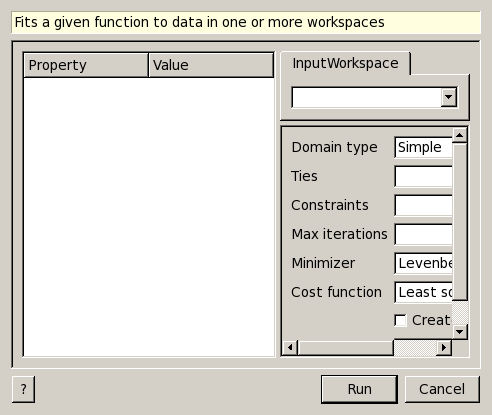 Fits a given function to data in one or more workspaces
Property Value
InputWorkspace
Domain type Simple
Ties
Constraints
Max iterations
Minimizer Levenbe
Cost function Least sq
Creat
? Run Cancel